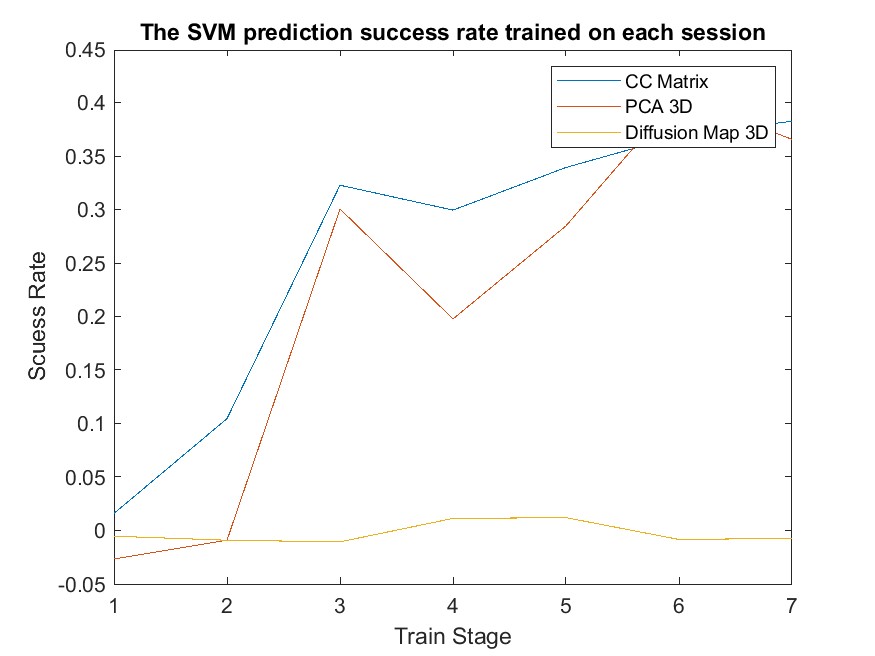 The SVM prediction success rate trained on each session
0.45
0.4
0.35
0.3
0.25
0.2
0.15
0.1
0.05
0
-0.05
Scuess Rate
CC Matrix
PCA 3D
Diffusion Map 3D
1 2 3 4 5 6 7
Train Stage